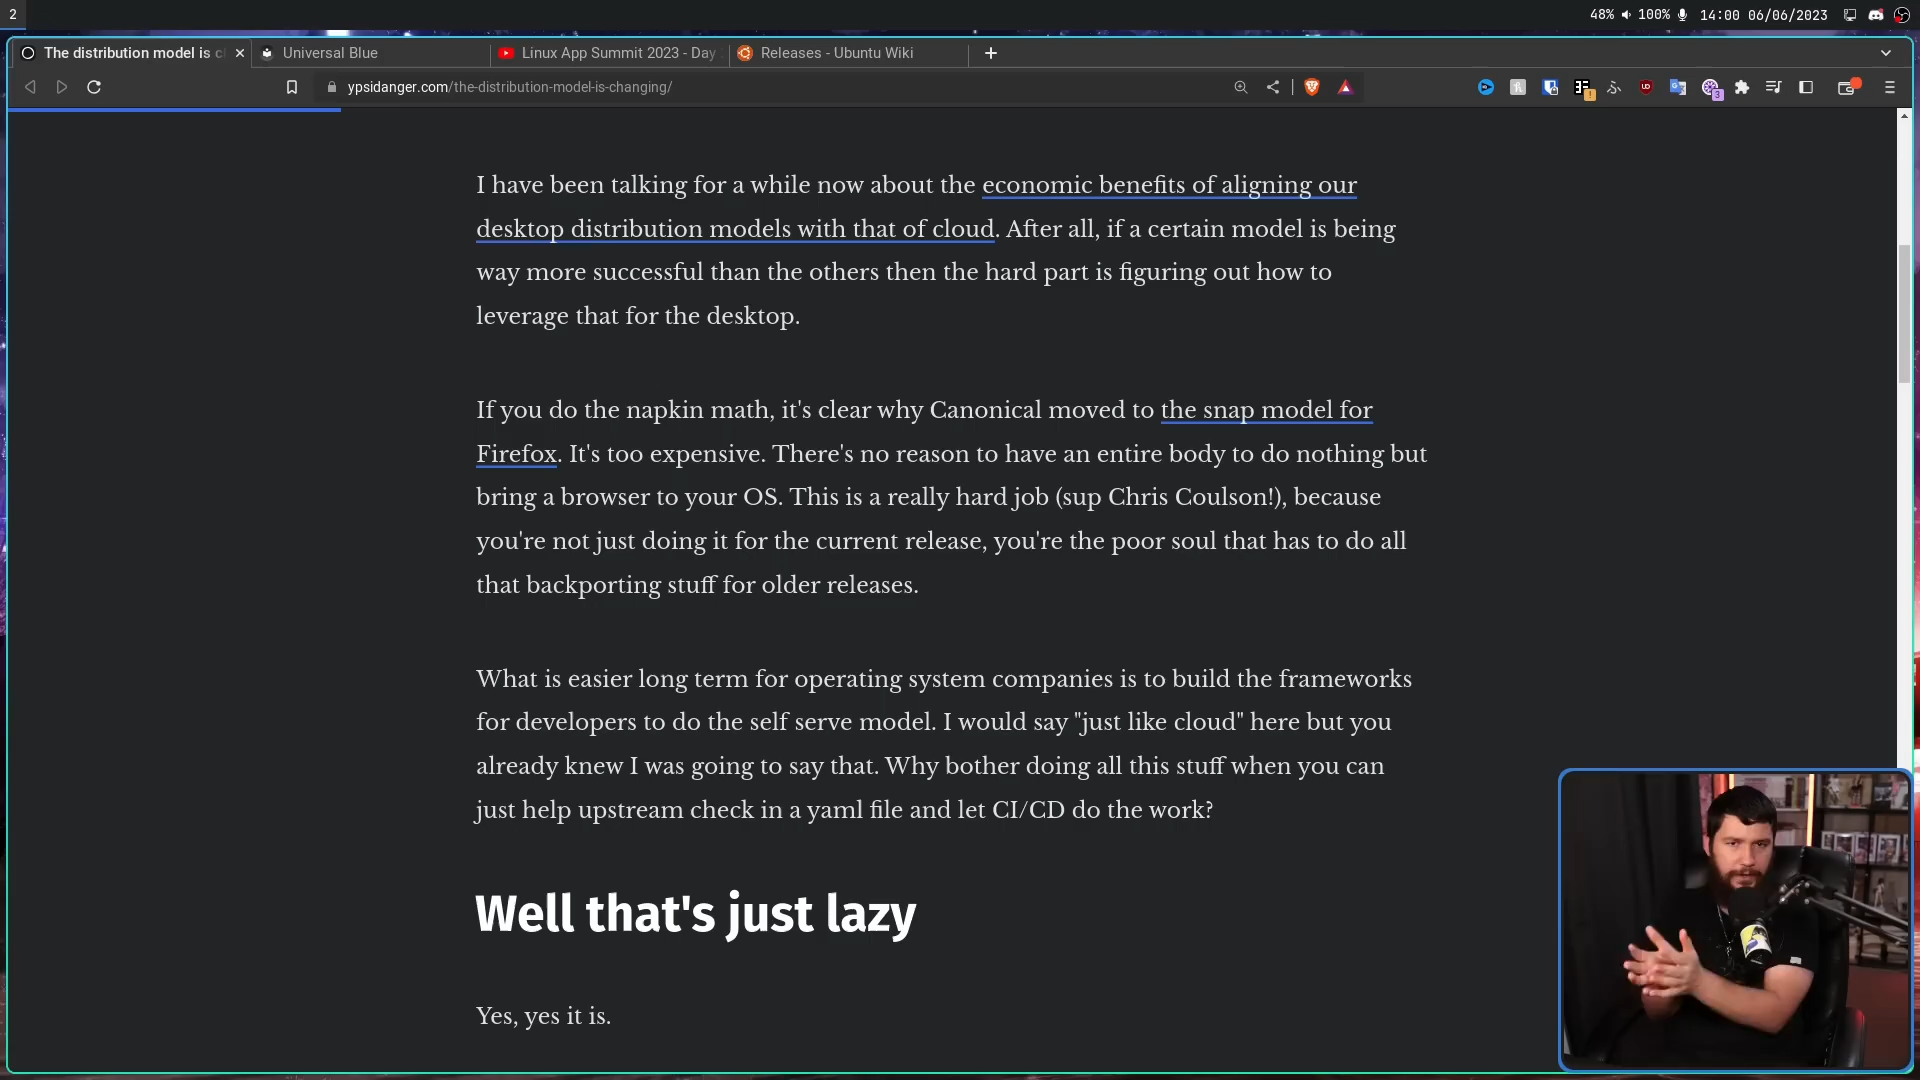 2
48% 100% 14:00 06/06/2023
The distribution model is c
Universal Blue
Linux App Summit 2023 - Day
Releases - Ubuntu Wiki
ypsidanger.com/the-distribution-model-is-changing/
I have been talking for a while now about the economic benefits of aligning our
desktop distribution models with that of cloud. After all, if a certain model is being
way more successful than the others then the hard part is figuring out how to
leverage that for the desktop.
If you do the napkin math, it's clear why Canonical moved to the snap model for
Firefox. It's too expensive. There's no reason to have an entire body to do nothing but
bring a browser to your OS. This is a really hard job (sup Chris Coulson!), because
you're not just doing it for the current release, you're the poor soul that has to do all
that backporting stuff for older releases.
What is easier long term for operating system companies is to build the frameworks
for developers to do the self serve model. I would say "just like cloud" here but you
already knew I was going to say that. Why bother doing all this stuff when you can
just help upstream check in a yaml file and let CI/CD do the work?
Well that's just lazy
Yes, yes it is.